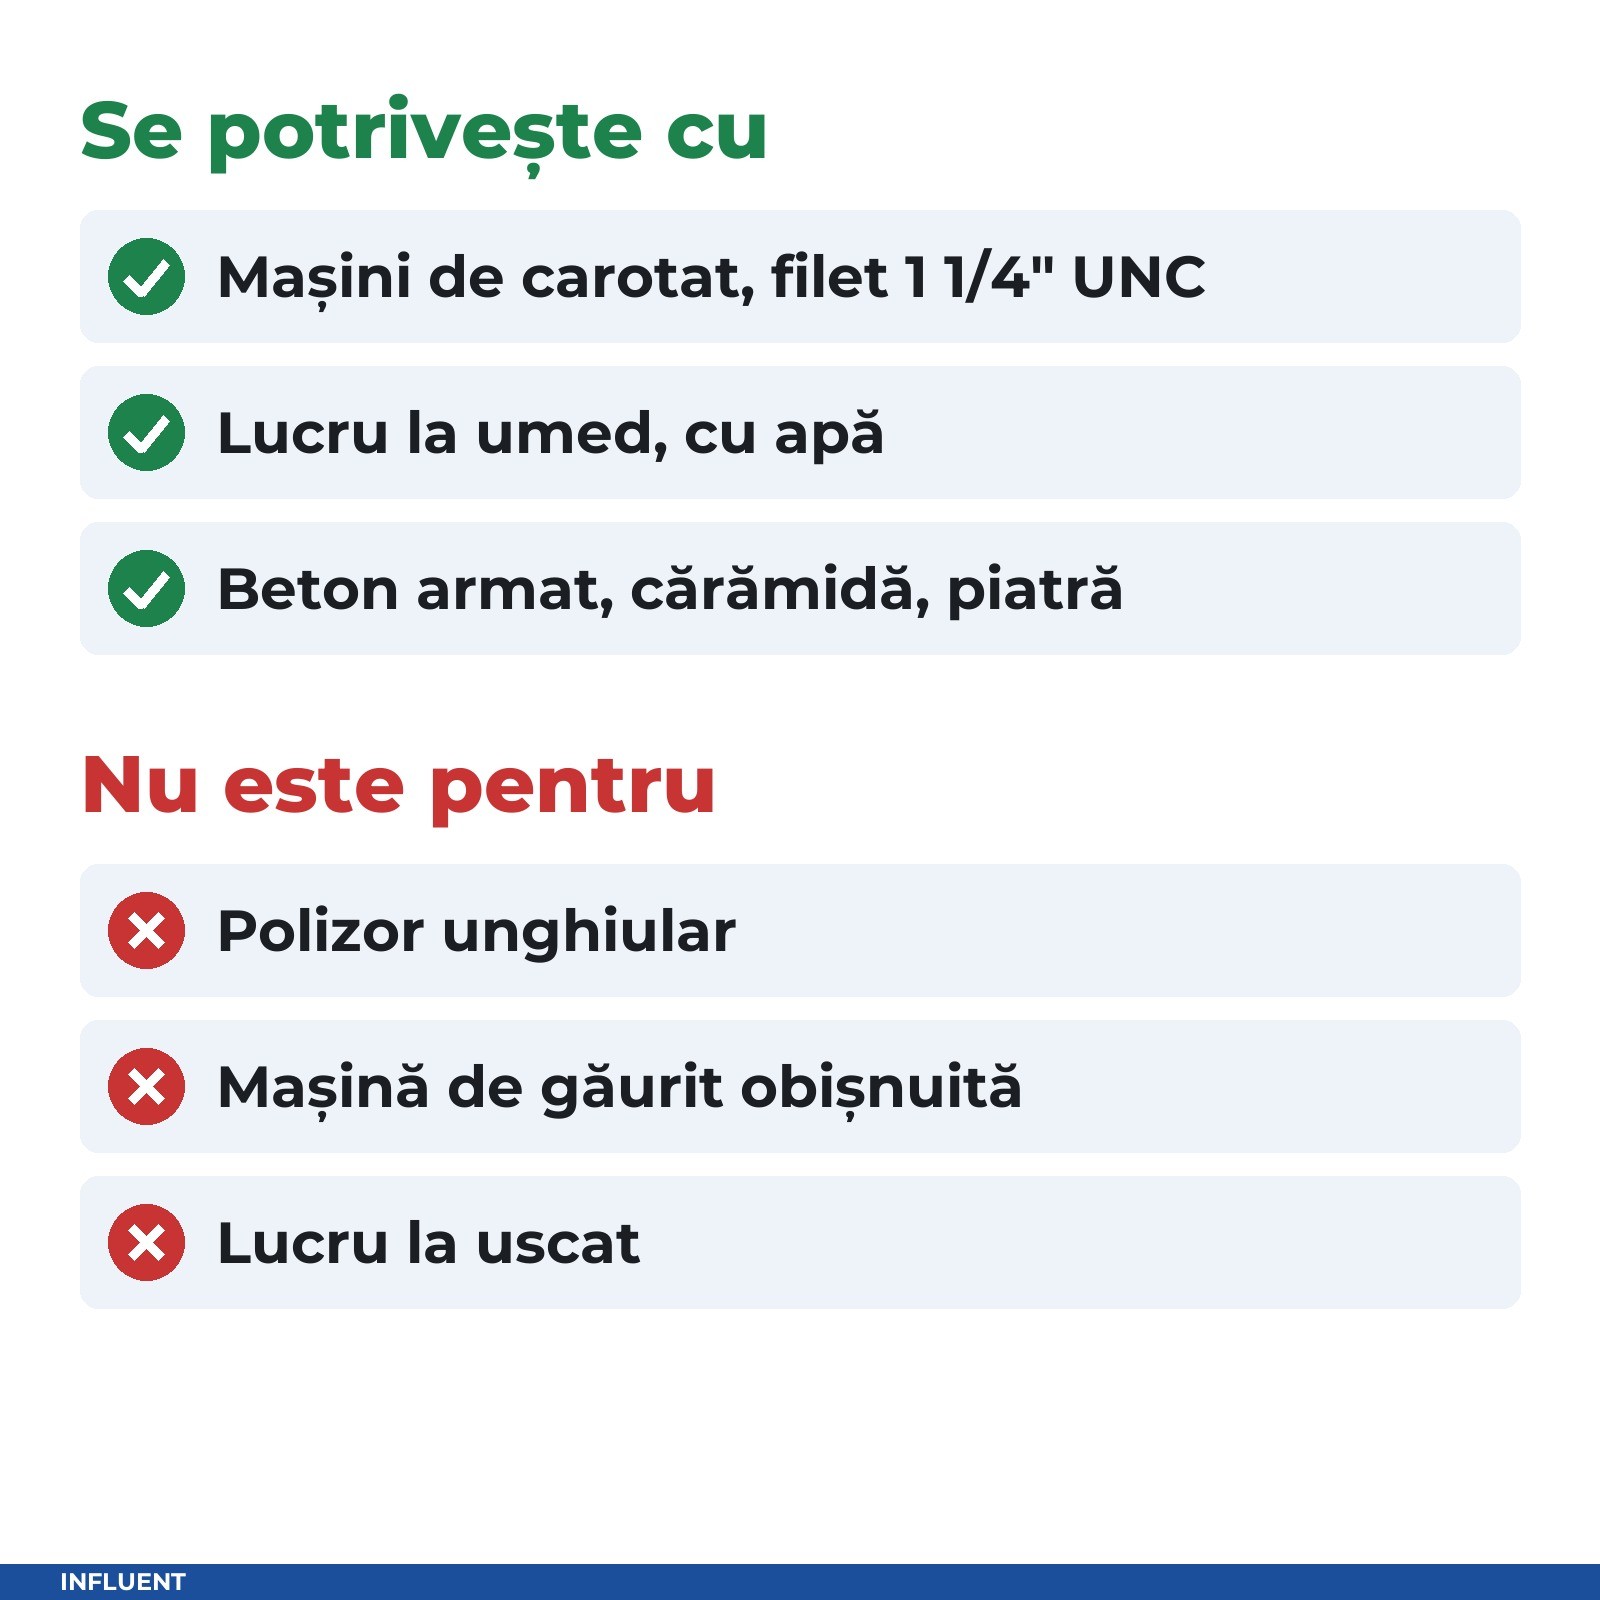 Se potrivește cu
Mașini de carotat, filet 1 1/4" UNC
Lucru la umed, cu apă
Beton armat, cărămidă, piatră
Nu este pentru
Polizor unghiular
Mașină de găurit obișnuită
Lucru la uscat
INFLUENT